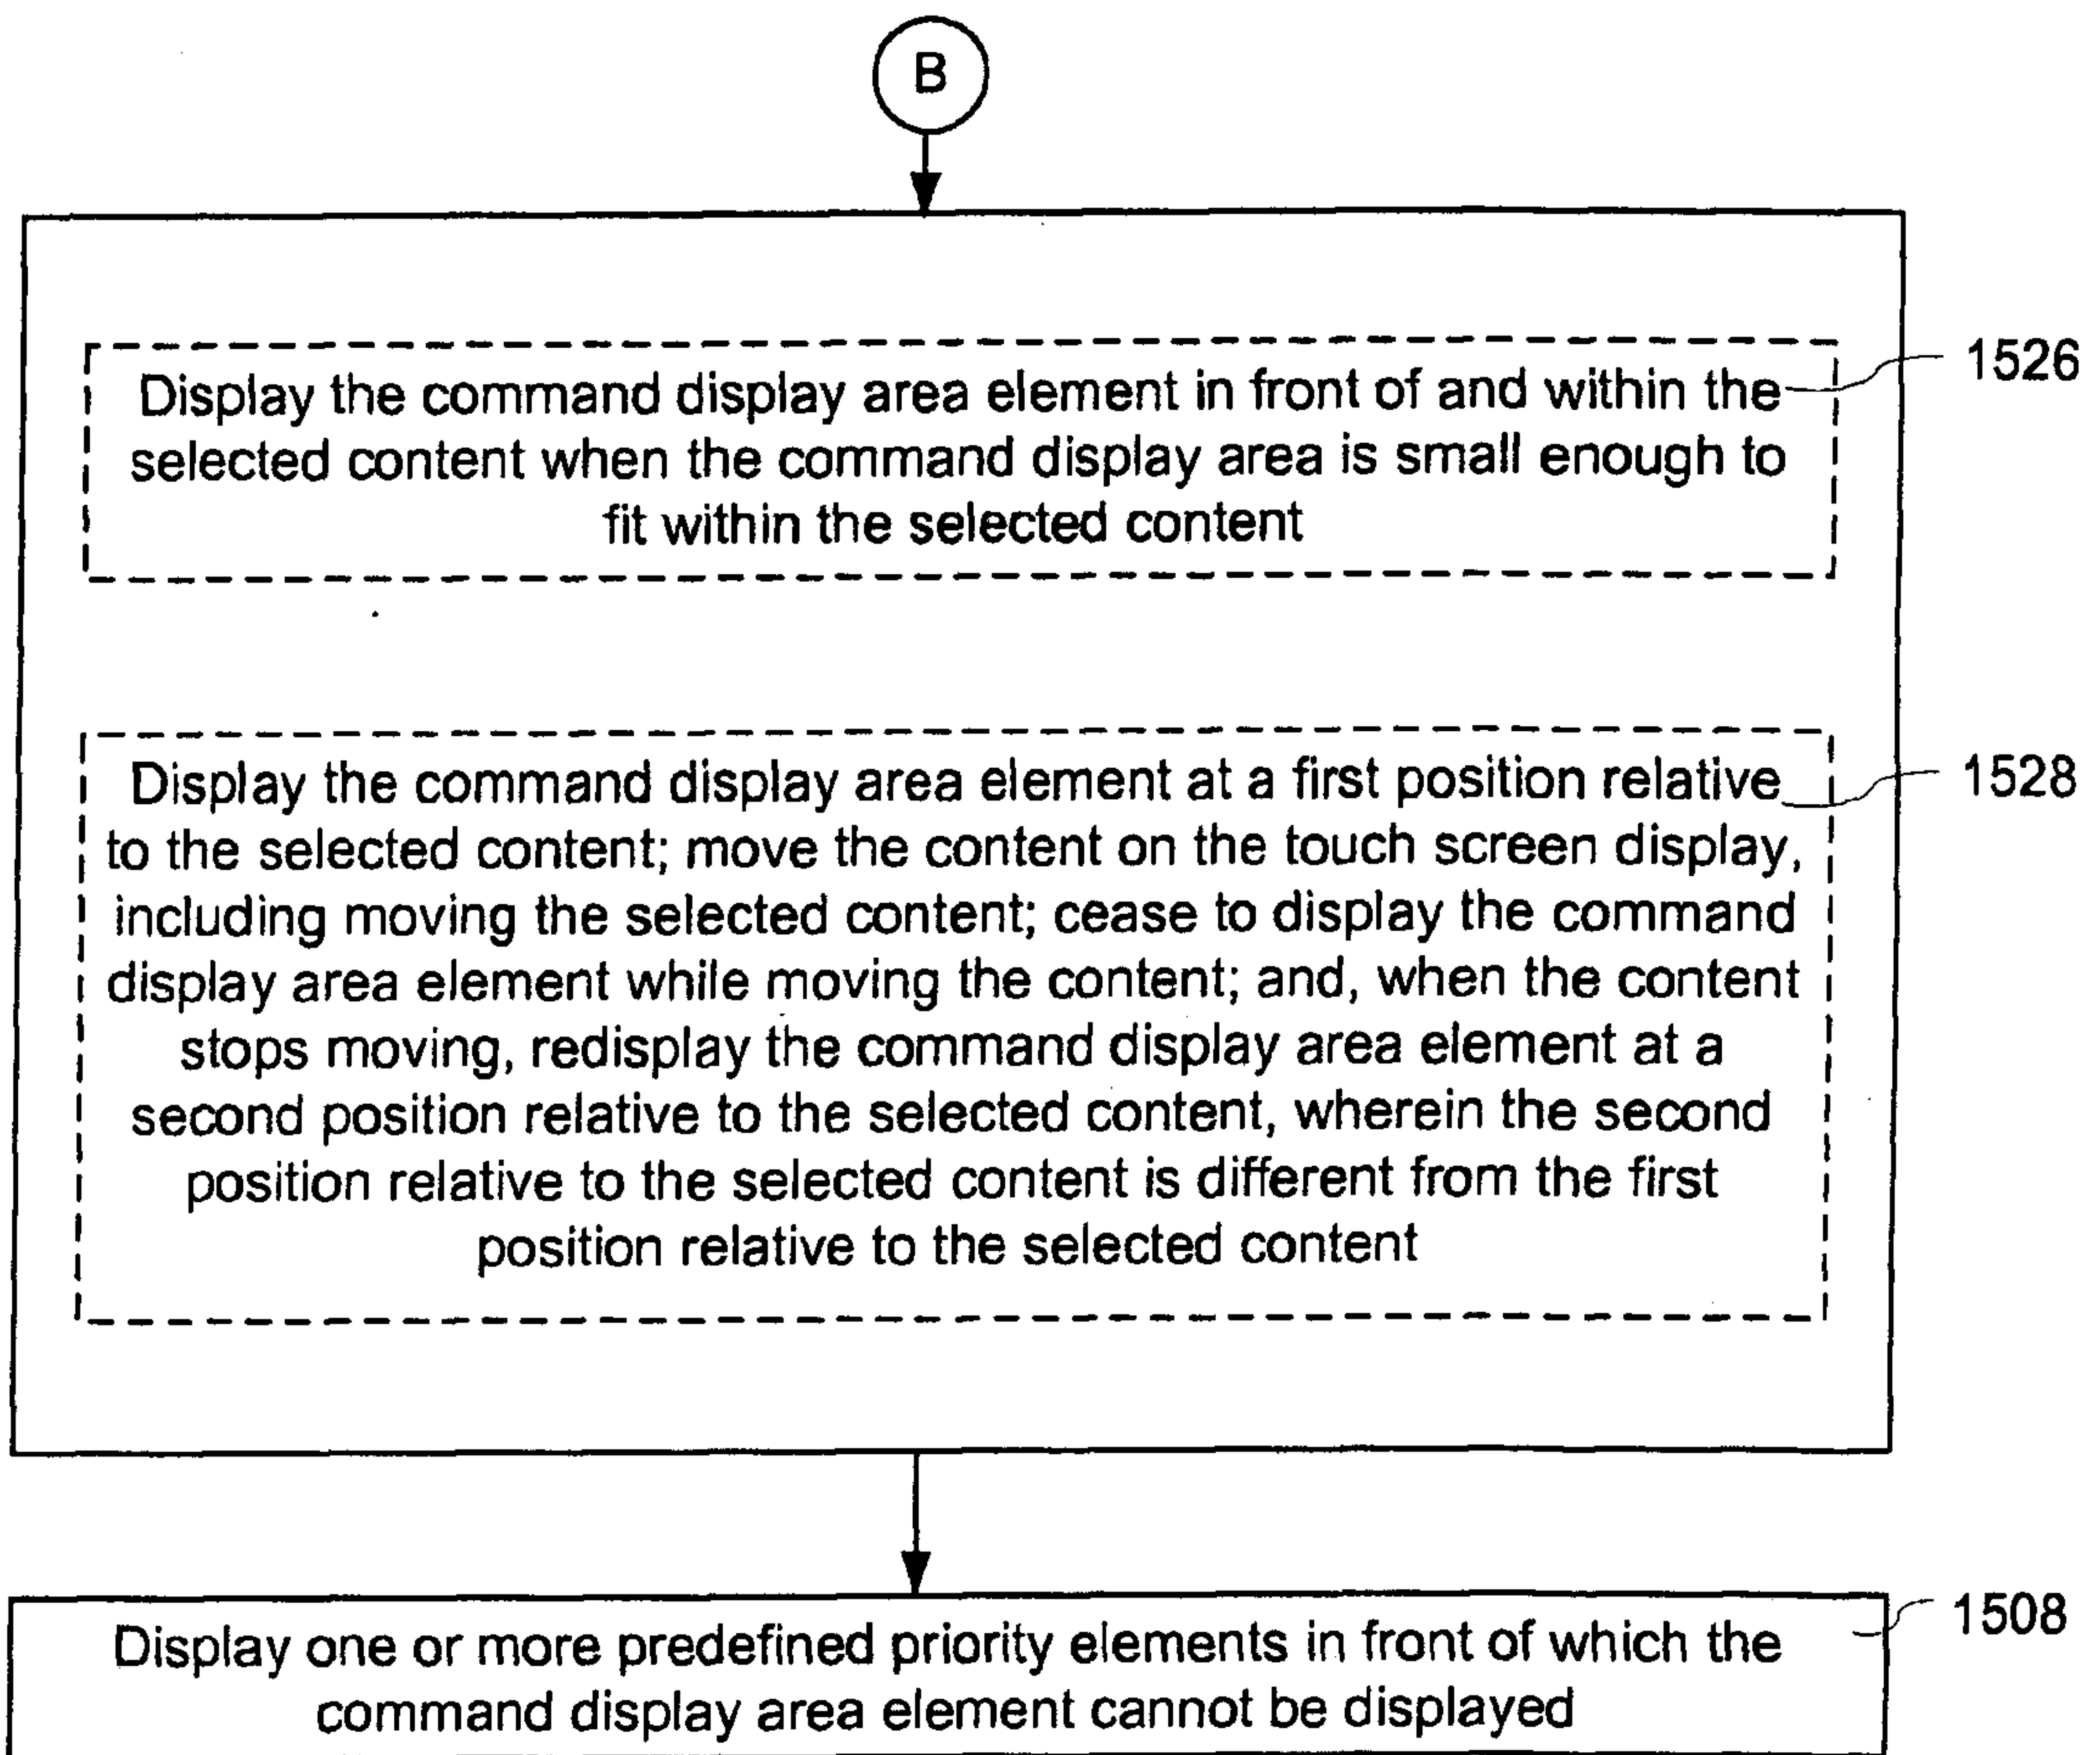 B
1526
Display the command display area element in front of and within the
selected content when the command display area is small enough to
fit within the selected content
1528
Display the command display area element at a first position relative
to the selected content; move the content on the touch screen display,
including moving the selected content; cease to display the command
display area element while moving the content; and, when the content
stops moving, redisplay the command display area element at a
second position relative to the selected content, wherein the second
position relative to the selected content is different from the first
position relative to the selected content
1508
Display one or more predefined priority elements in front of which the
command display area element cannot be displayed